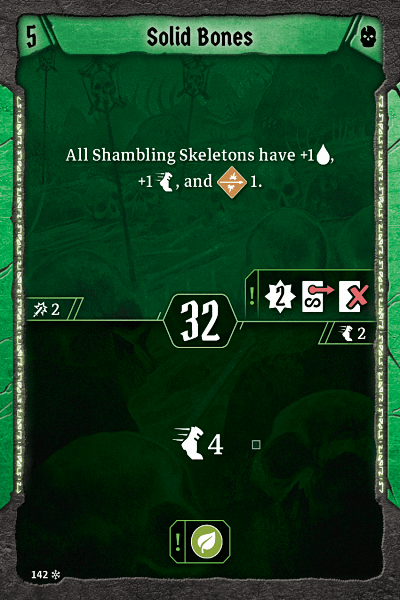 5 Solid Bones
All Shambling Skeletons have +1,
+1, and 1.
! 2
2 32 2
4
!
142